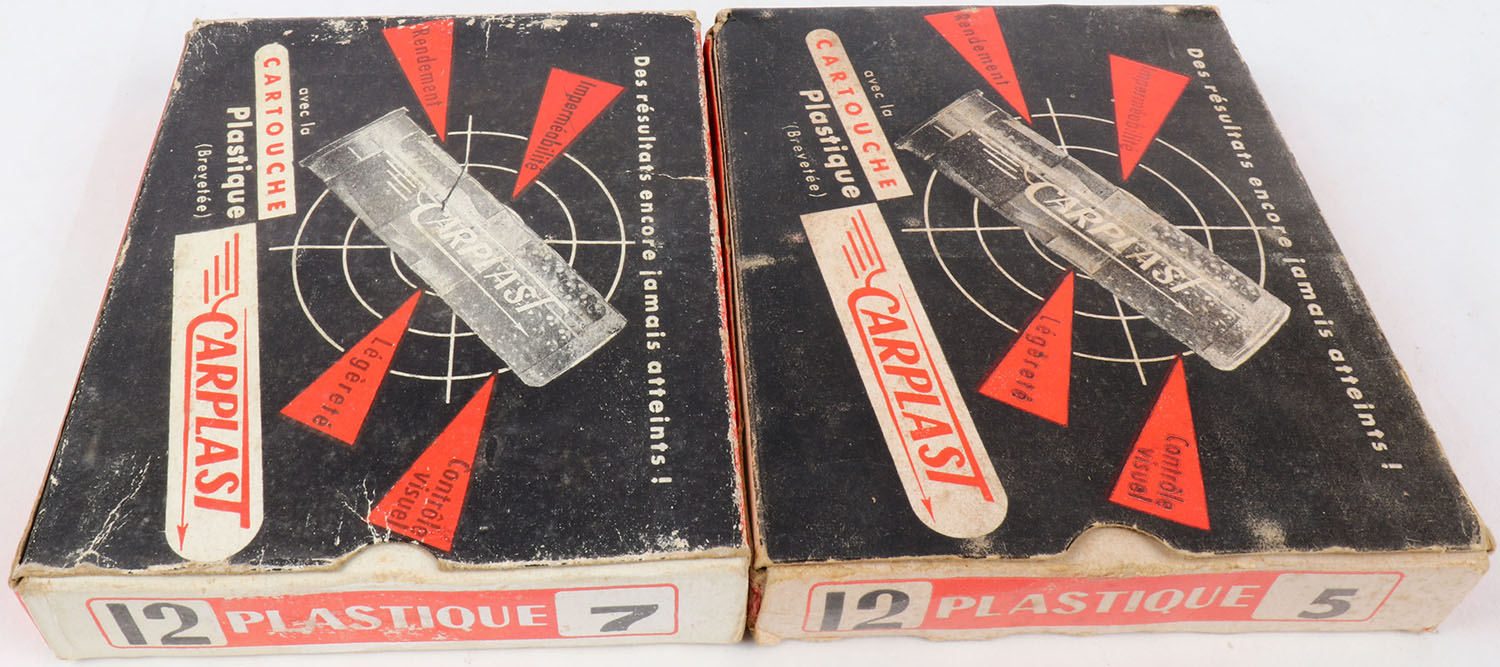 Des résultats encore jamais atteints !
Rendement
Imperméabilité
CARPLAST
Légèreté
Contrôle
visuel
avec la
CARTOUCHE
Plastique
(Brevetée)
CARPLAST
12 PLASTIQUE 7
Des résultats encore jamais atteints !
Rendement
Imperméabilité
CARPLAST
Légèreté
Contrôle
visuel
avec la
CARTOUCHE
Plastique
(Brevetée)
CARPLAST
12 PLASTIQUE 5